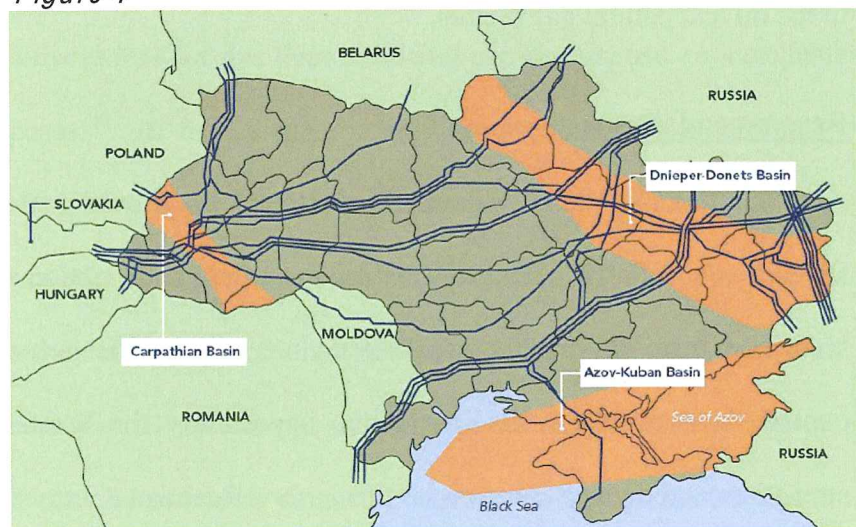 BELARUS
RUSSIA
POLAND
Dnieper-Donets Basin
SLOVAKIA
HUNGARY
MOLDOVA
Carpathian Basin
Azov-Kuban Basin
ROMANIA
Sea of Azov
RUSSIA
Black Sea